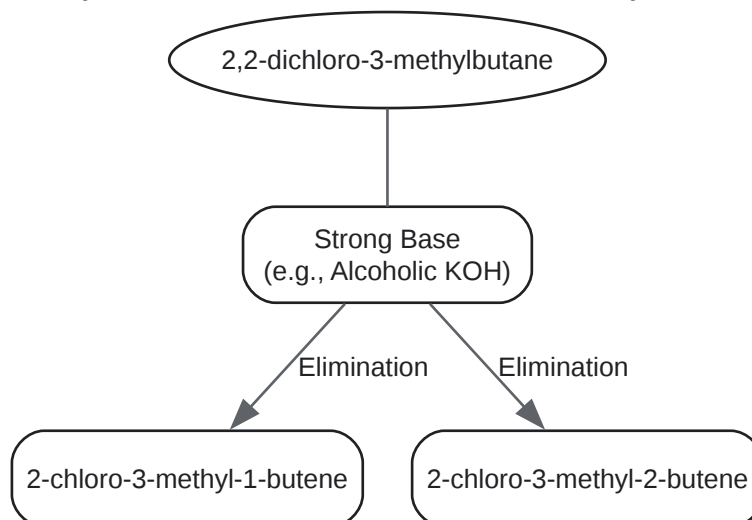 2,2-dichloro-3-methylbutane
Strong Base
(e.g., Alcoholic KOH)
Elimination
Elimination
2-chloro-3-methyl-1-butene
2-chloro-3-methyl-2-butene